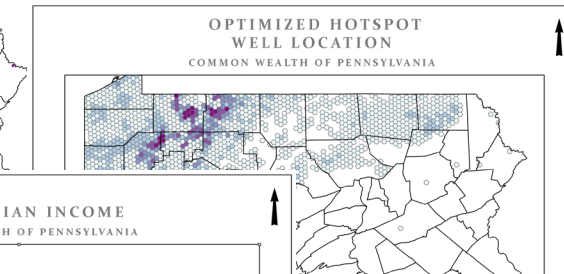 OPTIMIZED HOTSPOT
WELL LOCATION
COMMON WEALTH OF PENNSYLVANIA
IAN INCOME
H OF PENNSYLVANIA